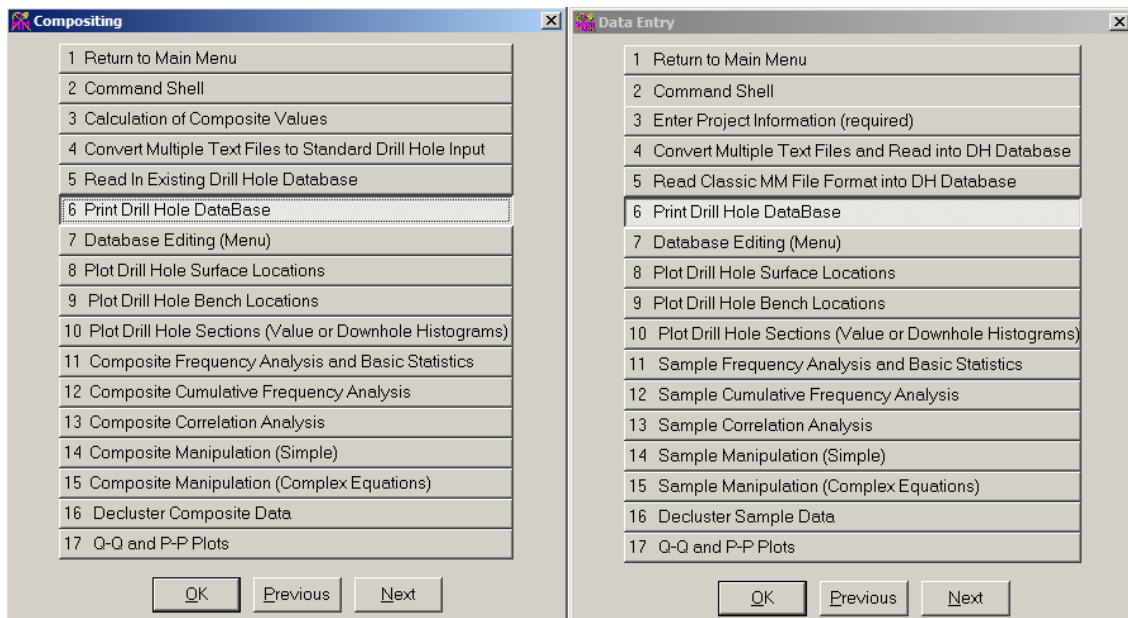 Compositing
1 Return to Main Menu
2 Command Shell
3 Calculation of Composite Values
4 Convert Multiple Text Files to Standard Drill Hole Input
5 Read In Existing Drill Hole Database
6 Print Drill Hole DataBase
7 Database Editing (Menu)
8 Plot Drill Hole Surface Locations
9 Plot Drill Hole Bench Locations
10 Plot Drill Hole Sections (Value or Downhole Histograms)
11 Composite Frequency Analysis and Basic Statistics
12 Composite Cumulative Frequency Analysis
13 Composite Correlation Analysis
14 Composite Manipulation (Simple)
15 Composite Manipulation (Complex Equations)
16 Decluster Composite Data
17 Q-Q and P-P Plots
OK Previous Next
Data Entry
1 Return to Main Menu
2 Command Shell
3 Enter Project Information (required)
4 Convert Multiple Text Files and Read into DH Database
5 Read Classic MM File Format into DH Database
6 Print Drill Hole DataBase
7 Database Editing (Menu)
8 Plot Drill Hole Surface Locations
9 Plot Drill Hole Bench Locations
10 Plot Drill Hole Sections (Value or Downhole Histograms)
11 Sample Frequency Analysis and Basic Statistics
12 Sample Cumulative Frequency Analysis
13 Sample Correlation Analysis
14 Sample Manipulation (Simple)
15 Sample Manipulation (Complex Equations)
16 Decluster Sample Data
17 Q-Q and P-P Plots
OK Previous Next